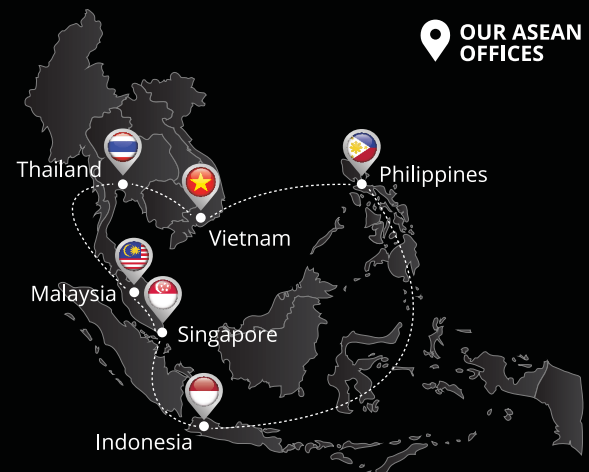 OUR ASEAN
OFFICES
Thailand
Philippines
Vietnam
Malaysia
Singapore
Indonesia